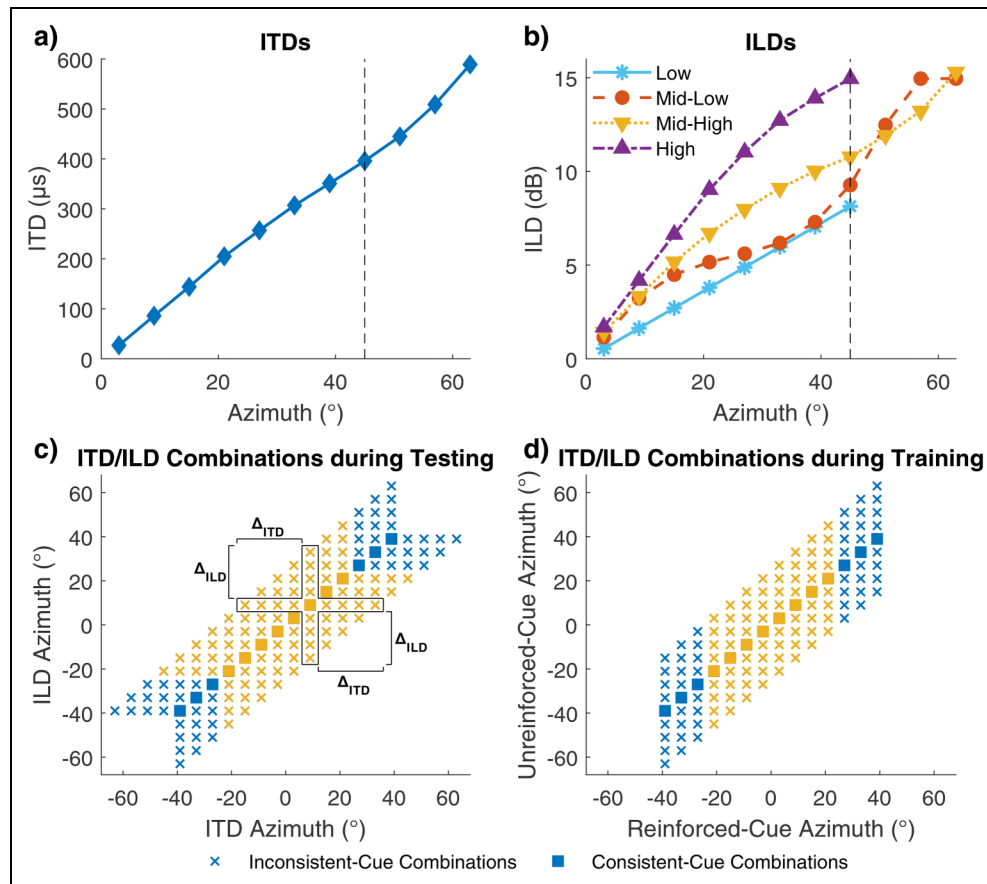 a)
ITDs
600
500
400
300
200
100
0
ITD (µs)
0
20
40
60
Azimuth (°)
b)
ILDs
15
10
5
0
ILD (dB)
Low
Mid-Low
Mid-High
High
0
20
40
60
Azimuth (°)
c)
ITD/ILD Combinations during Testing
60
40
20
0
-20
-40
-60
ILD Azimuth (°)
ΔITD
ΔILD
ΔILD
ΔITD
-60
-40
-20
0
20
40
60
ITD Azimuth (°)
d)
ITD/ILD Combinations during Training
60
40
20
0
-20
-40
-60
Unreinforced-Cue Azimuth (°)
-60
-40
-20
0
20
40
60
Reinforced-Cue Azimuth (°)
Inconsistent-Cue Combinations
Consistent-Cue Combinations